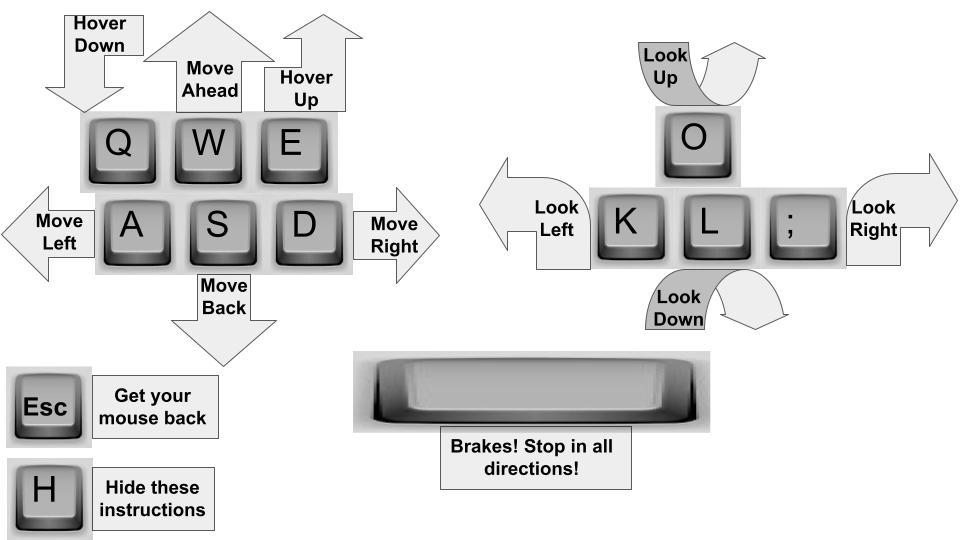 Hover
Down
Move
Ahead
Hover
Up
Q
W
E
Move
Left
A
S
D
Move
Right
Move
Back
Look
Up
O
Look
Left
K
L
;
Look
Right
Look
Down
Esc
Get your
mouse back
H
Hide these
instructions
Brakes! Stop in all
directions!